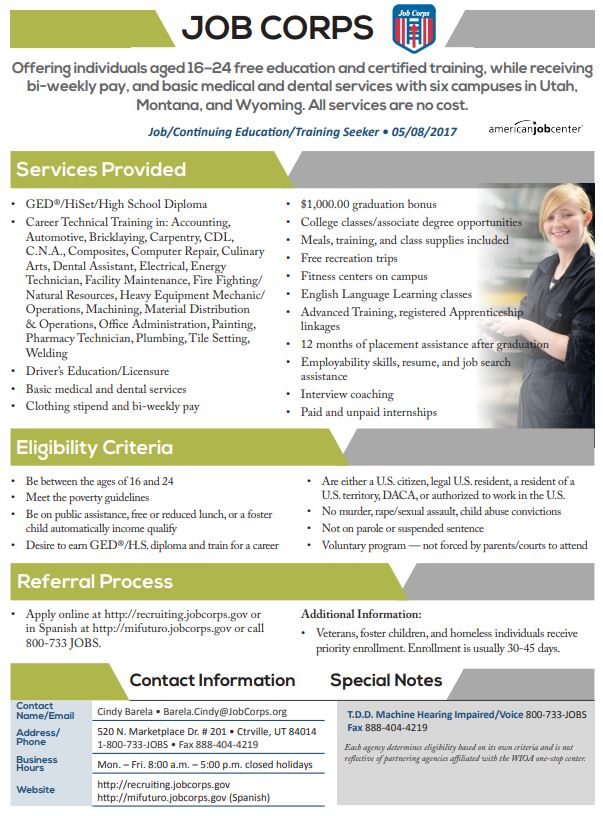 JOB CORPS
Job Corps
Offering individuals aged 16–24 free education and certified training, while receiving
bi-weekly pay, and basic medical and dental services with six campuses in Utah,
Montana, and Wyoming. All services are no cost.
Job/Continuing Education/Training Seeker • 05/08/2017
americanjobcenter
Services Provided
• GED®/HiSet/High School Diploma
• Career Technical Training in: Accounting,
Automotive, Bricklaying, Carpentry, CDL,
C.N.A., Composites, Computer Repair, Culinary
Arts, Dental Assistant, Electrical, Energy
Technician, Facility Maintenance, Fire Fighting/
Natural Resources, Heavy Equipment Mechanic/
Operations, Machining, Material Distribution
& Operations, Office Administration, Painting,
Pharmacy Technician, Plumbing, Tile Setting,
Welding
• Driver's Education/Licensure
• Basic medical and dental services
• Clothing stipend and bi-weekly pay
• $1,000.00 graduation bonus
• College classes/associate degree opportunities
• Meals, training, and class supplies included
• Free recreation trips
• Fitness centers on campus
• English Language Learning classes
• Advanced Training, registered Apprenticeship
linkages
• 12 months of placement assistance after graduation
• Employability skills, resume, and job search
assistance
• Interview coaching
• Paid and unpaid internships
Eligibility Criteria
• Be between the ages of 16 and 24
• Meet the poverty guidelines
• Be on public assistance, free or reduced lunch, or a foster
child automatically income qualify
• Desire to earn GED®/H.S. diploma and train for a career
• Are either a U.S. citizen, legal U.S. resident, a resident of a
U.S. territory, DACA, or authorized to work in the U.S.
• No murder, rape/sexual assault, child abuse convictions
• Not on parole or suspended sentence
• Voluntary program — not forced by parents/courts to attend
Referral Process
• Apply online at http://recruiting.jobcorps.gov or
in Spanish at http://mifuturo.jobcorps.gov or call
800-733 JOBS.
Additional Information:
• Veterans, foster children, and homeless individuals receive
priority enrollment. Enrollment is usually 30-45 days.
Contact Information
Contact
Name/Email
Cindy Barela • Barela.Cindy@JobCorps.org
Address/
Phone
520 N. Marketplace Dr. # 201 • Ctrville, UT 84014
1-800-733-JOBS • Fax 888-404-4219
Business
Hours
Mon. – Fri. 8:00 a.m. – 5:00 p.m. closed holidays
Website
http://recruiting.jobcorps.gov
http://mifuturo.jobcorps.gov (Spanish)
Special Notes
T.D.D. Machine Hearing Impaired/Voice 800-733-JOBS
Fax 888-404-4219
Each agency determines eligibility based on its own criteria and is not
reflective of partnering agencies affiliated with the WIOA one-stop center.